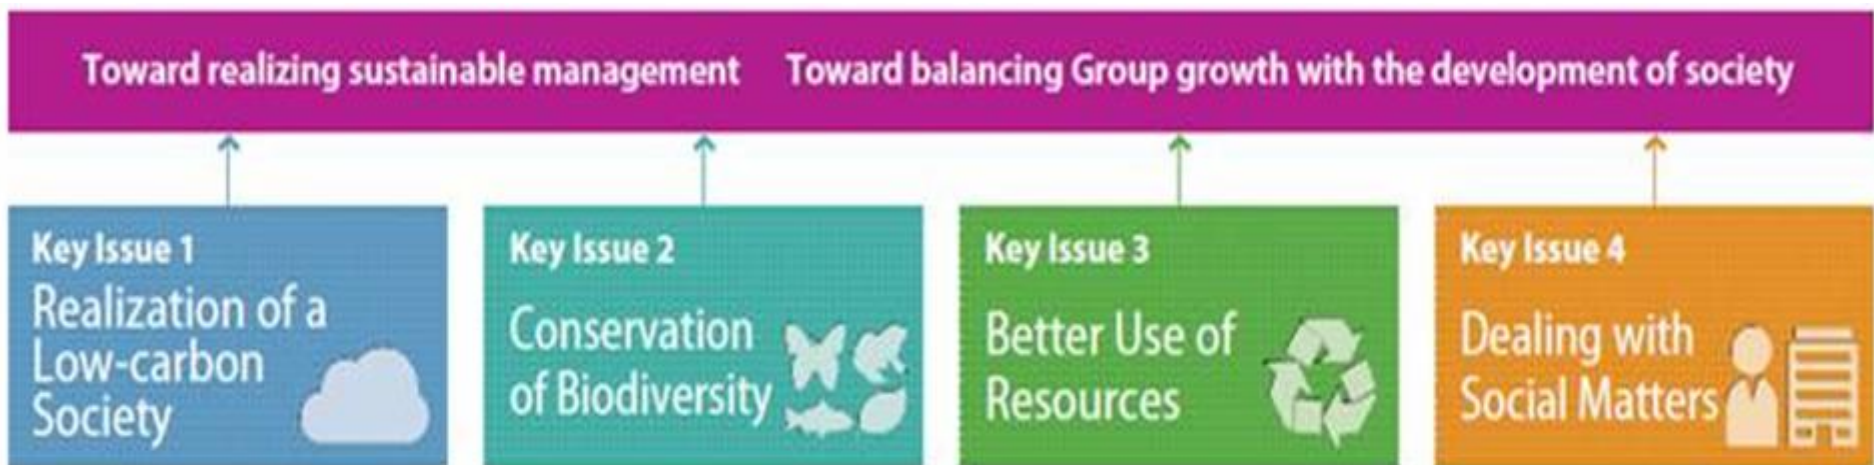 Toward realizing sustainable management Toward balancing Group growth with the development of society
Key Issue 1
Realization of a
Low-carbon
Society
Key Issue 2
Conservation
of Biodiversity
Key Issue 3
Better Use of
Resources
Key Issue 4
Dealing with
Social Matters